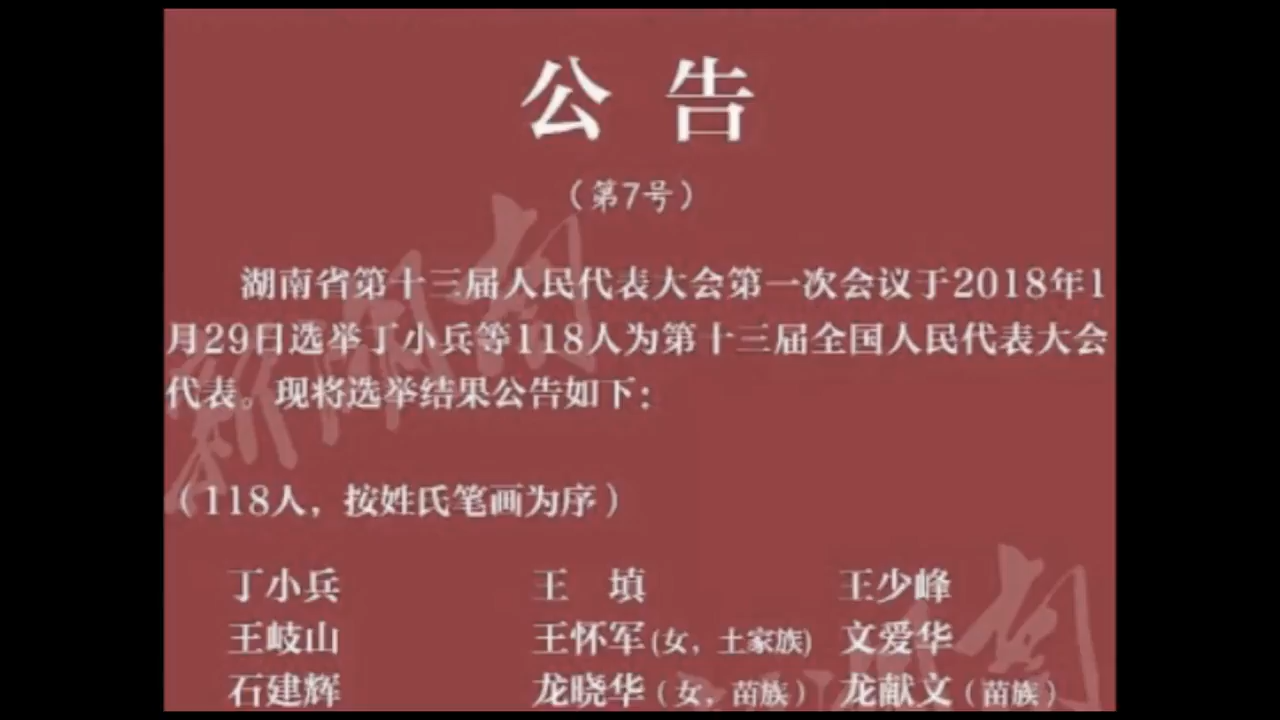 公 告
（第7号）
湖南省第十三届人民代表大会第一次会议于2018年1
月29日选举丁小兵等118人为第十三届全国人民代表大会
代表。现将选举结果公告如下：
（118人，按姓氏笔画为序）
丁小兵 王 填 王少峰
王岐山 王怀军(女，土家族) 文爱华
石建辉 龙晓华（女，苗族） 龙献文（苗族）
新湖南